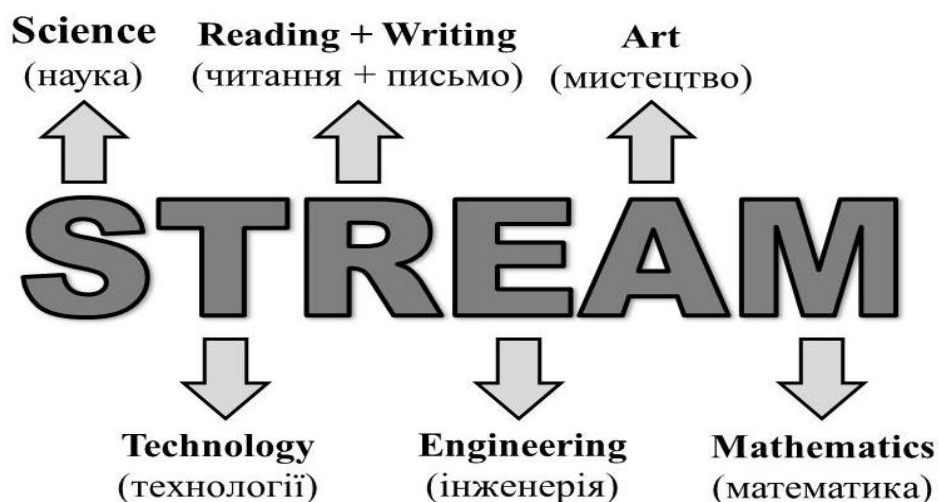 Science
(наука)
Reading + Writing
(читання + письмо)
Art
(мистецтво)
STREAM
Technology
(технології)
Engineering
(інженерія)
Mathematics
(математика)